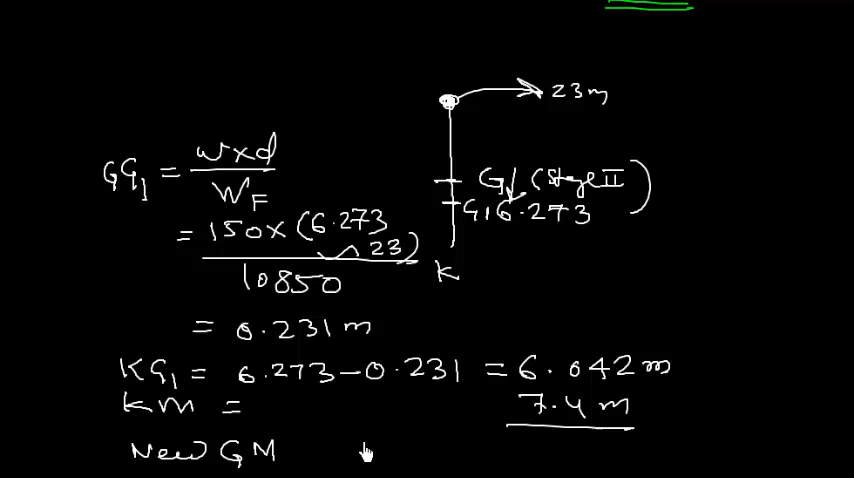 23m
GG1 = w×d
WF
G (Stage II)
G1 6.273
= 150 × (6.273
~ 23)
10850
K
= 0.231 m
KG1 = 6.273 – 0.231 = 6.042 m
KM = 7.4 m
New GM